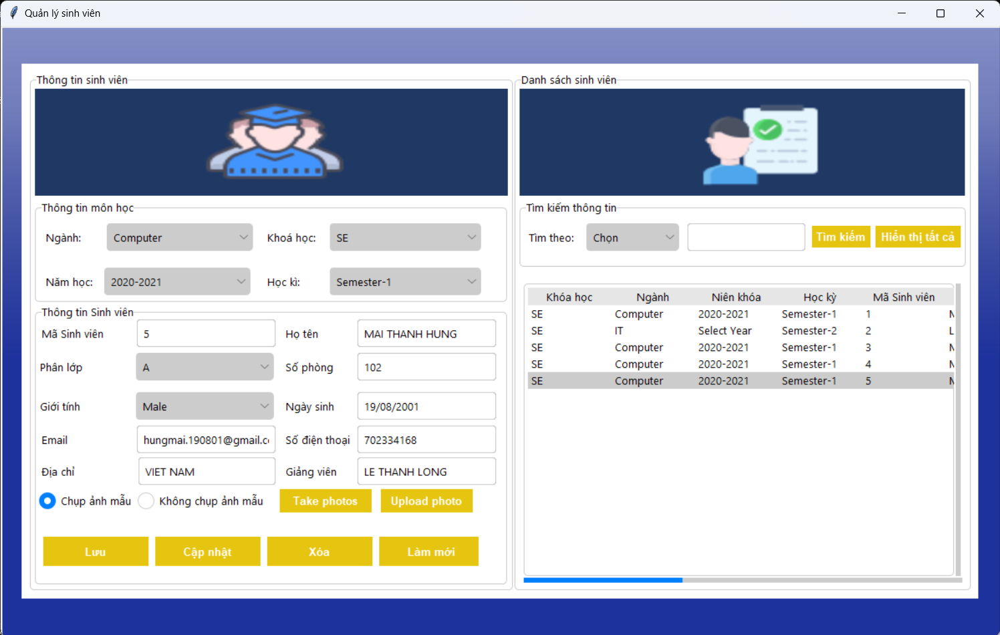 Quản lý sinh viên
Thông tin sinh viên
Thông tin môn học
Ngành: Computer Khoá học: SE
Năm học: 2020-2021 Học kì: Semester-1
Thông tin Sinh viên
Mã Sinh viên 5 Họ tên MAI THANH HUNG
Phân lớp A Số phòng 102
Giới tính Male Ngày sinh 19/08/2001
Email hungmai.190801@gmail.c Số điện thoại 702334168
Địa chỉ VIET NAM Giảng viên LE THANH LONG
Chụp ảnh mẫu Không chụp ảnh mẫu Take photos Upload photo
Lưu Cập nhật Xóa Làm mới
Danh sách sinh viên
Tìm kiếm thông tin
Tìm theo: Chọn Tìm kiếm Hiển thị tất cả
Khóa học Ngành Niên khóa Học kỳ Mã Sinh viên
SE Computer 2020-2021 Semester-1 1
SE IT Select Year Semester-2 2 L
SE Computer 2020-2021 Semester-1 3
SE Computer 2020-2021 Semester-1 4
SE Computer 2020-2021 Semester-1 5